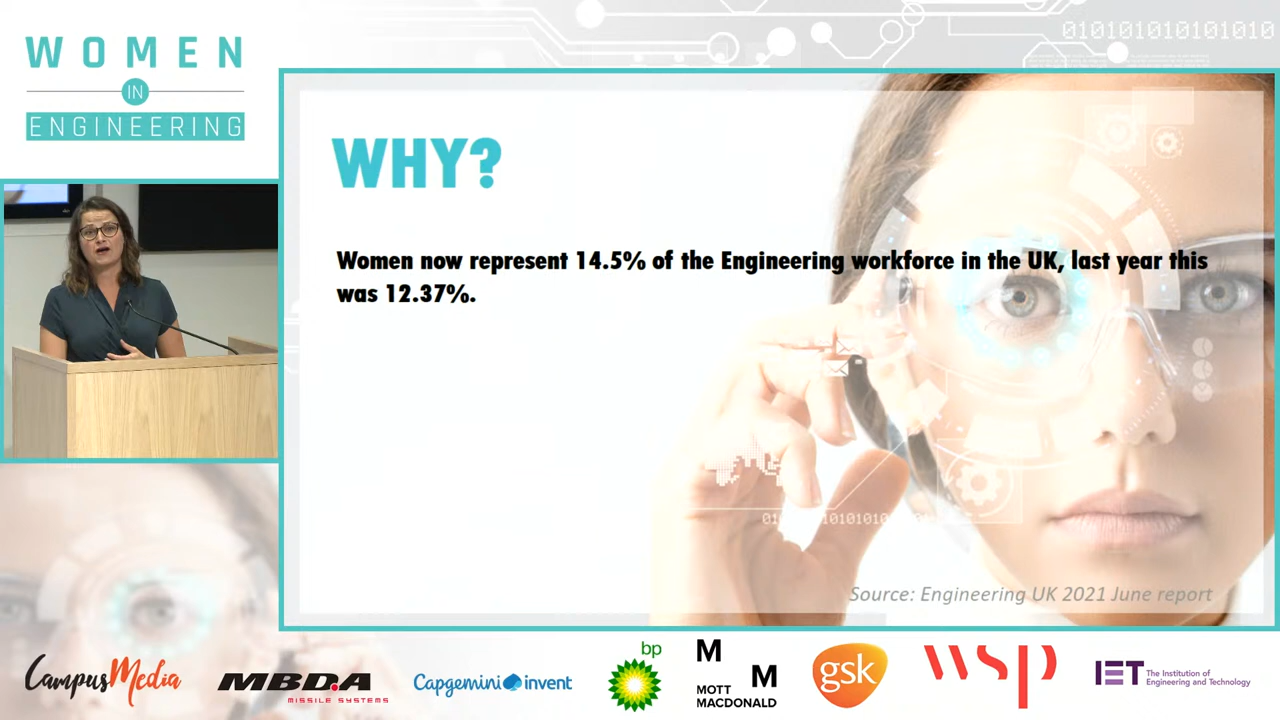 WOMEN
IN
ENGINEERING
01010101010101010
WHY?
Women now represent 14.5% of the Engineering workforce in the UK, last year this
was 12.37%.
Source: Engineering UK 2021 June report
CampusMedia
MBDA
MISSILE SYSTEMS
Capgemini invent
bp
M
M
MOTT
MACDONALD
gsk
wsp
IET The Institution of
Engineering and Technology